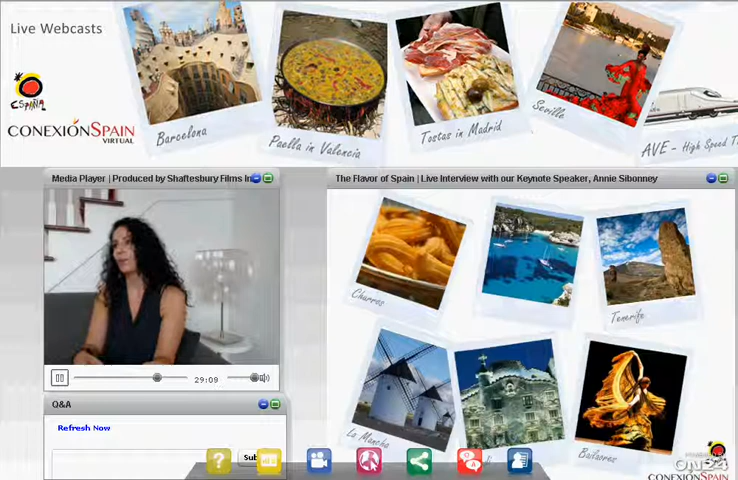 Live Webcasts
ESPAÑA
CONEXIÓNSPAIN
VIRTUAL
Barcelona
Paella in Valencia
Tostas in Madrid
Seville
AVE - High Speed T
Media Player | Produced by Shaftesbury Films In
The Flavor of Spain | Live Interview with our Keynote Speaker, Annie Sibonney
Churros
Tenerife
29:08
Q&A
Refresh Now
La Mancha
Bailaores
Sub
?
Q
A
ON24
CONEXIÓNSPAIN